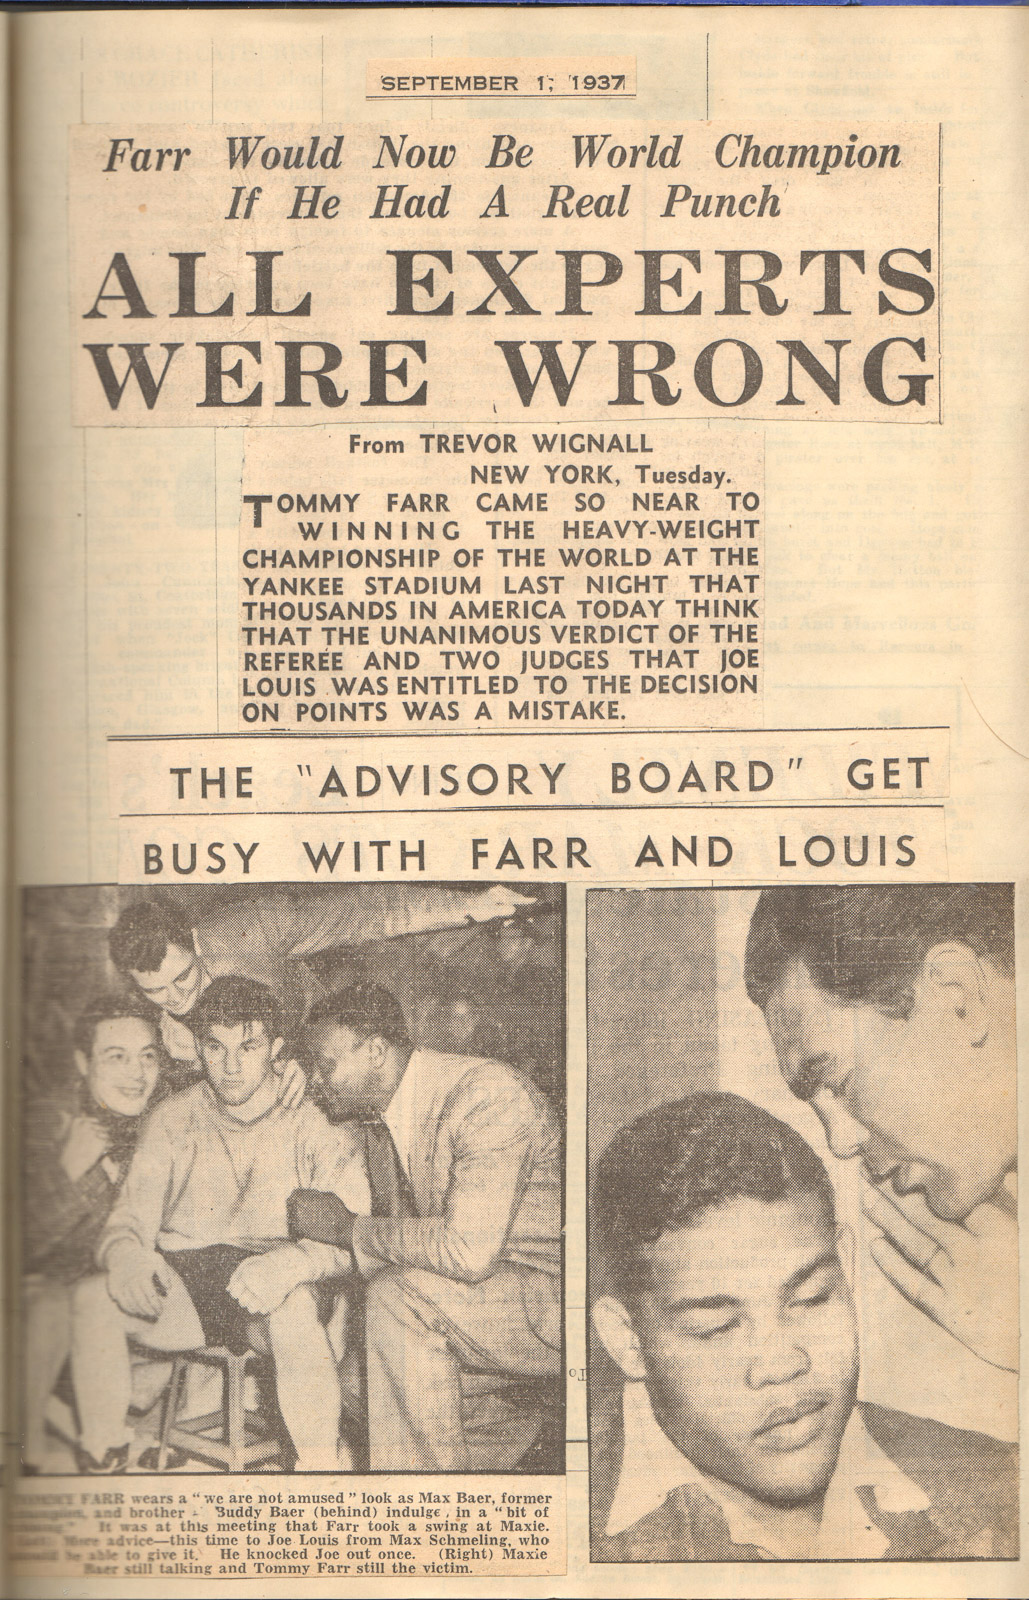 SEPTEMBER 1, 1937
Farr Would Now Be World Champion
If He Had A Real Punch
ALL EXPERTS
WERE WRONG
From TREVOR WIGNALL
NEW YORK, Tuesday.
TOMMY FARR CAME SO NEAR TO
WINNING THE HEAVY-WEIGHT
CHAMPIONSHIP OF THE WORLD AT THE
YANKEE STADIUM LAST NIGHT THAT
THOUSANDS IN AMERICA TODAY THINK
THAT THE UNANIMOUS VERDICT OF THE
REFEREE AND TWO JUDGES THAT JOE
LOUIS WAS ENTITLED TO THE DECISION
ON POINTS WAS A MISTAKE.
THE "ADVISORY BOARD" GET
BUSY WITH FARR AND LOUIS
FARR wears a "we are not amused" look as Max Baer, former
and brother Buddy Baer (behind) indulge in a "bit of
It was at this meeting that Farr took a swing at Maxie.
advice—this time to Joe Louis from Max Schmeling, who
be able to give it. He knocked Joe out once. (Right) Maxie
Baer still talking and Tommy Farr still the victim.